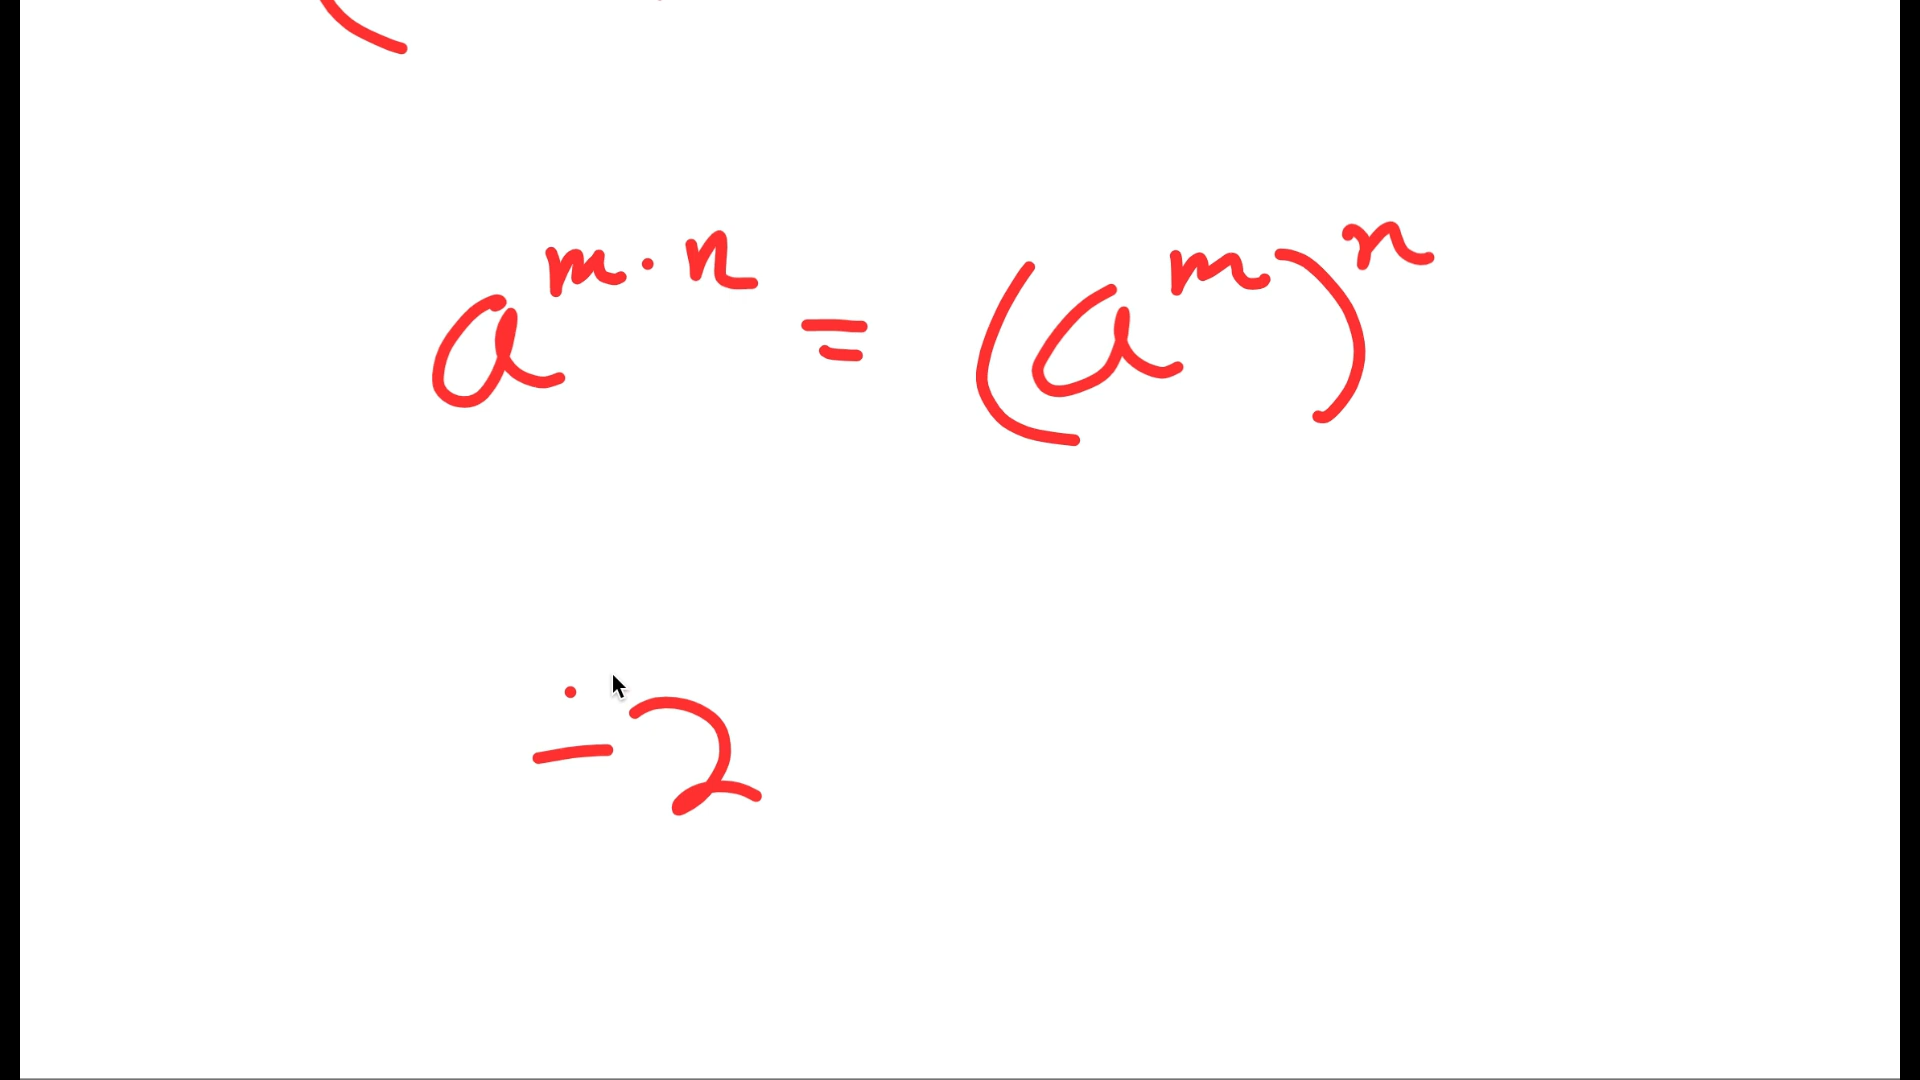 a^{m·n} = (a^m)^n
-2